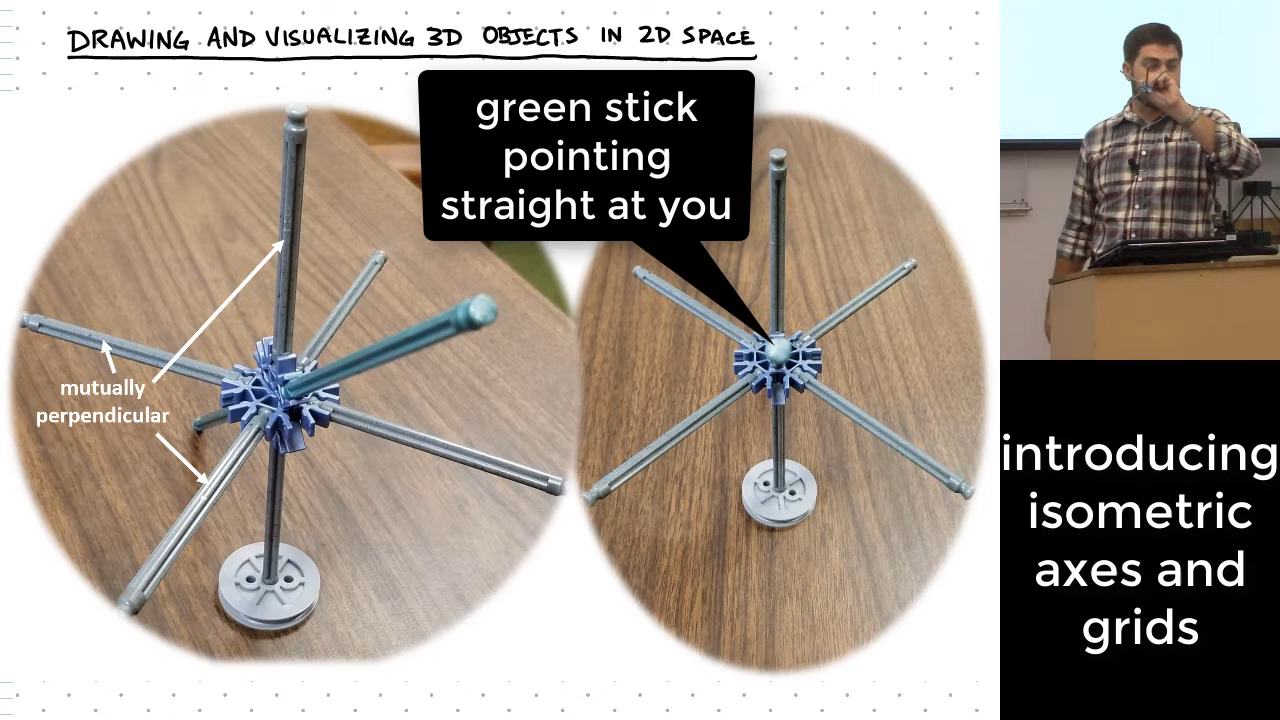 DRAWING AND VISUALIZING 3D OBJECTS IN 2D SPACE
green stick
pointing
straight at you
mutually
perpendicular
introducing
isometric
axes and
grids